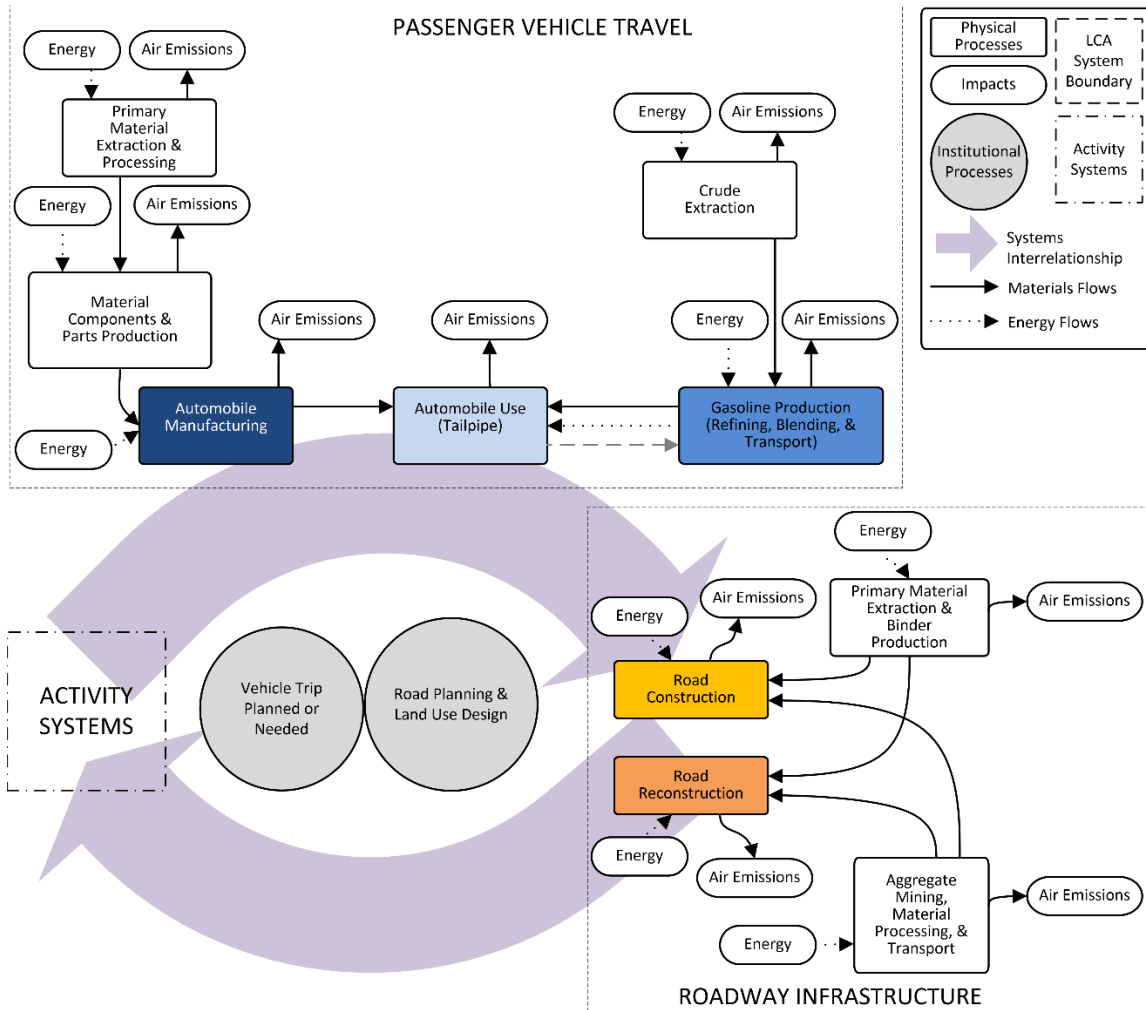 PASSENGER VEHICLE TRAVEL
Energy
Air Emissions
Primary
Material
Extraction &
Processing
Energy
Air Emissions
Material
Components &
Parts Production
Energy
Automobile
Manufacturing
Air Emissions
Automobile Use
(Tailpipe)
Air Emissions
Energy
Air Emissions
Crude
Extraction
Energy
Air Emissions
Gasoline Production
(Refining, Blending, &
Transport)
Physical
Processes
Impacts
Institutional
Processes
LCA
System
Boundary
Activity
Systems
Systems
Interrelationship
Materials Flows
Energy Flows
ACTIVITY
SYSTEMS
Vehicle Trip
Planned or
Needed
Road Planning &
Land Use Design
Energy
Air Emissions
Road
Construction
Energy
Primary Material
Extraction &
Binder
Production
Air Emissions
Road
Reconstruction
Energy
Air Emissions
Aggregate
Mining,
Material
Processing, &
Transport
Air Emissions
Energy
ROADWAY INFRASTRUCTURE